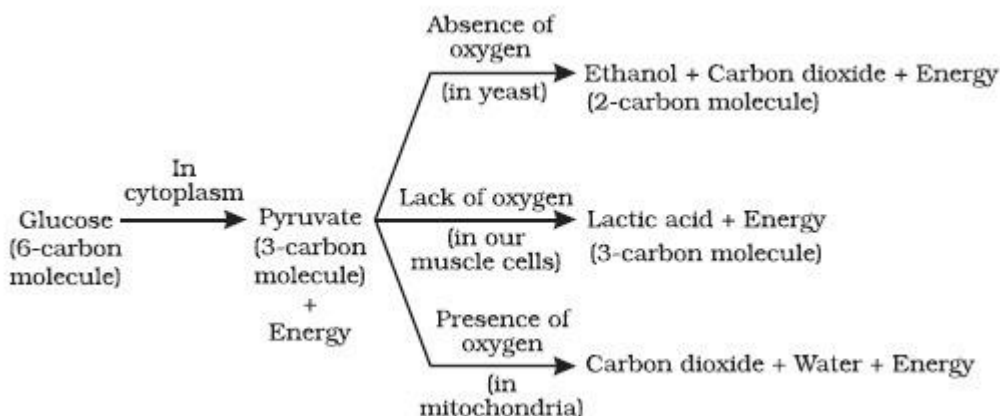 Absence of
oxygen
(in yeast)
Ethanol + Carbon dioxide + Energy
(2-carbon molecule)
In
cytoplasm
Glucose
(6-carbon
molecule)
Pyruvate
(3-carbon
molecule)
+
Energy
Lack of oxygen
(in our
muscle cells)
Lactic acid + Energy
(3-carbon molecule)
Presence of
oxygen
(in
mitochondria)
Carbon dioxide + Water + Energy